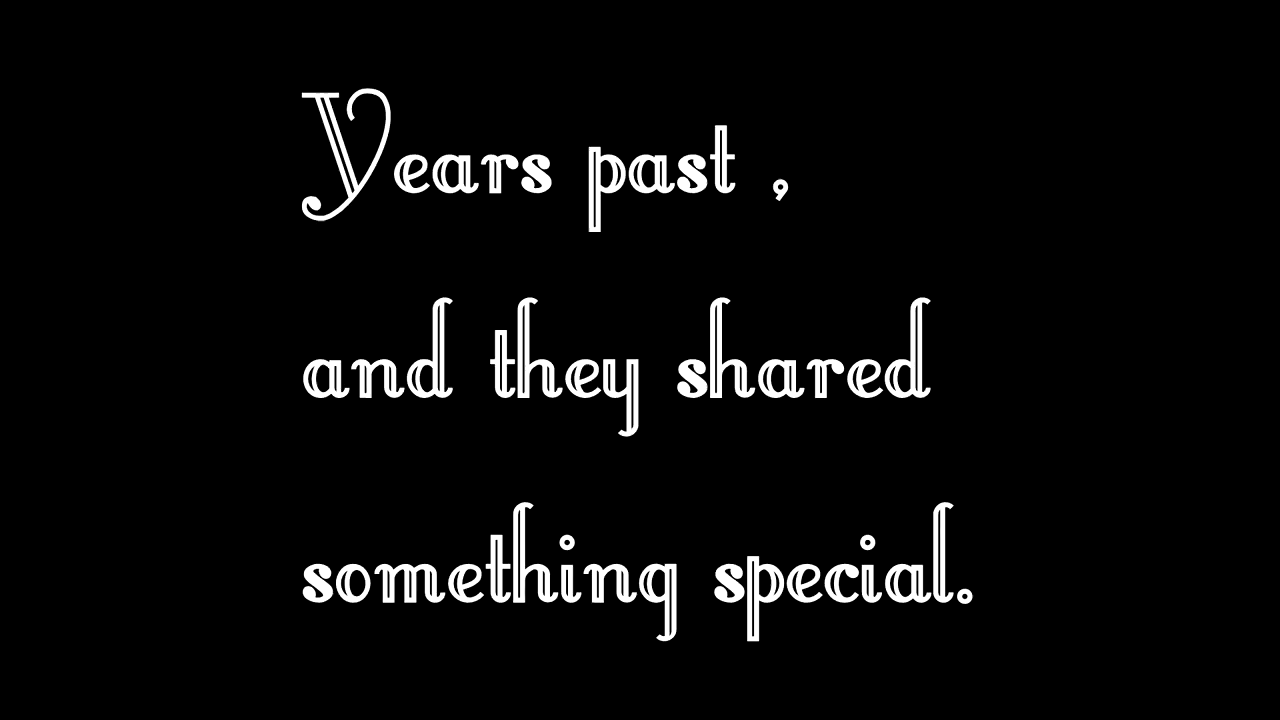 Years past ,
and they shared
something special.